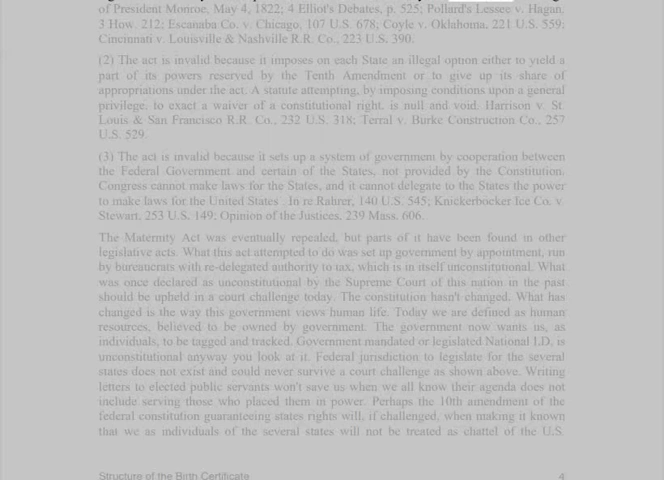 of President Monroe, May 4, 1822; 4 Elliot's Debates, p. 525; Pollard's Lessee v. Hagan,
3 How. 212; Escanaba Co. v. Chicago, 107 U.S. 678; Coyle v. Oklahoma, 221 U.S. 559;
Cincinnati v. Louisville & Nashville R.R. Co., 223 U.S. 390.
(2) The act is invalid because it imposes on each State an illegal option either to yield a
part of its powers reserved by the Tenth Amendment or to give up its share of
appropriations under the act. A statute attempting, by imposing conditions upon a general
privilege, to exact a waiver of a constitutional right, is null and void. Harrison v. St.
Louis & San Francisco R.R. Co., 232 U.S. 318; Terral v. Burke Construction Co., 257
U.S. 529.
(3) The act is invalid because it sets up a system of government by cooperation between
the Federal Government and certain of the States, not provided by the Constitution.
Congress cannot make laws for the States, and it cannot delegate to the States the power
to make laws for the United States . In re Rahrer, 140 U.S. 545; Knickerbocker Ice Co. v.
Stewart, 253 U.S. 149; Opinion of the Justices, 239 Mass. 606.
The Maternity Act was eventually repealed, but parts of it have been found in other
legislative acts. What this act attempted to do was set up government by appointment, run
by bureaucrats with re-delegated authority to tax, which is in itself unconstitutional. What
was once declared as unconstitutional by the Supreme Court of this nation in the past
should be upheld in a court challenge today. The constitution hasn't changed. What has
changed is the way this government views human life. Today we are defined as human
resources, believed to be owned by government. The government now wants us, as
individuals, to be tagged and tracked. Government mandated or legislated National I.D. is
unconstitutional anyway you look at it. Federal jurisdiction to legislate for the several
states does not exist and could never survive a court challenge as shown above. Writing
letters to elected public servants won't save us when we all know their agenda does not
include serving those who placed them in power. Perhaps the 10th amendment of the
federal constitution guaranteeing states rights will, if challenged, when making it known
that we as individuals of the several states will not be treated as chattel of the U.S.
Structure of the Birth Certificate 4